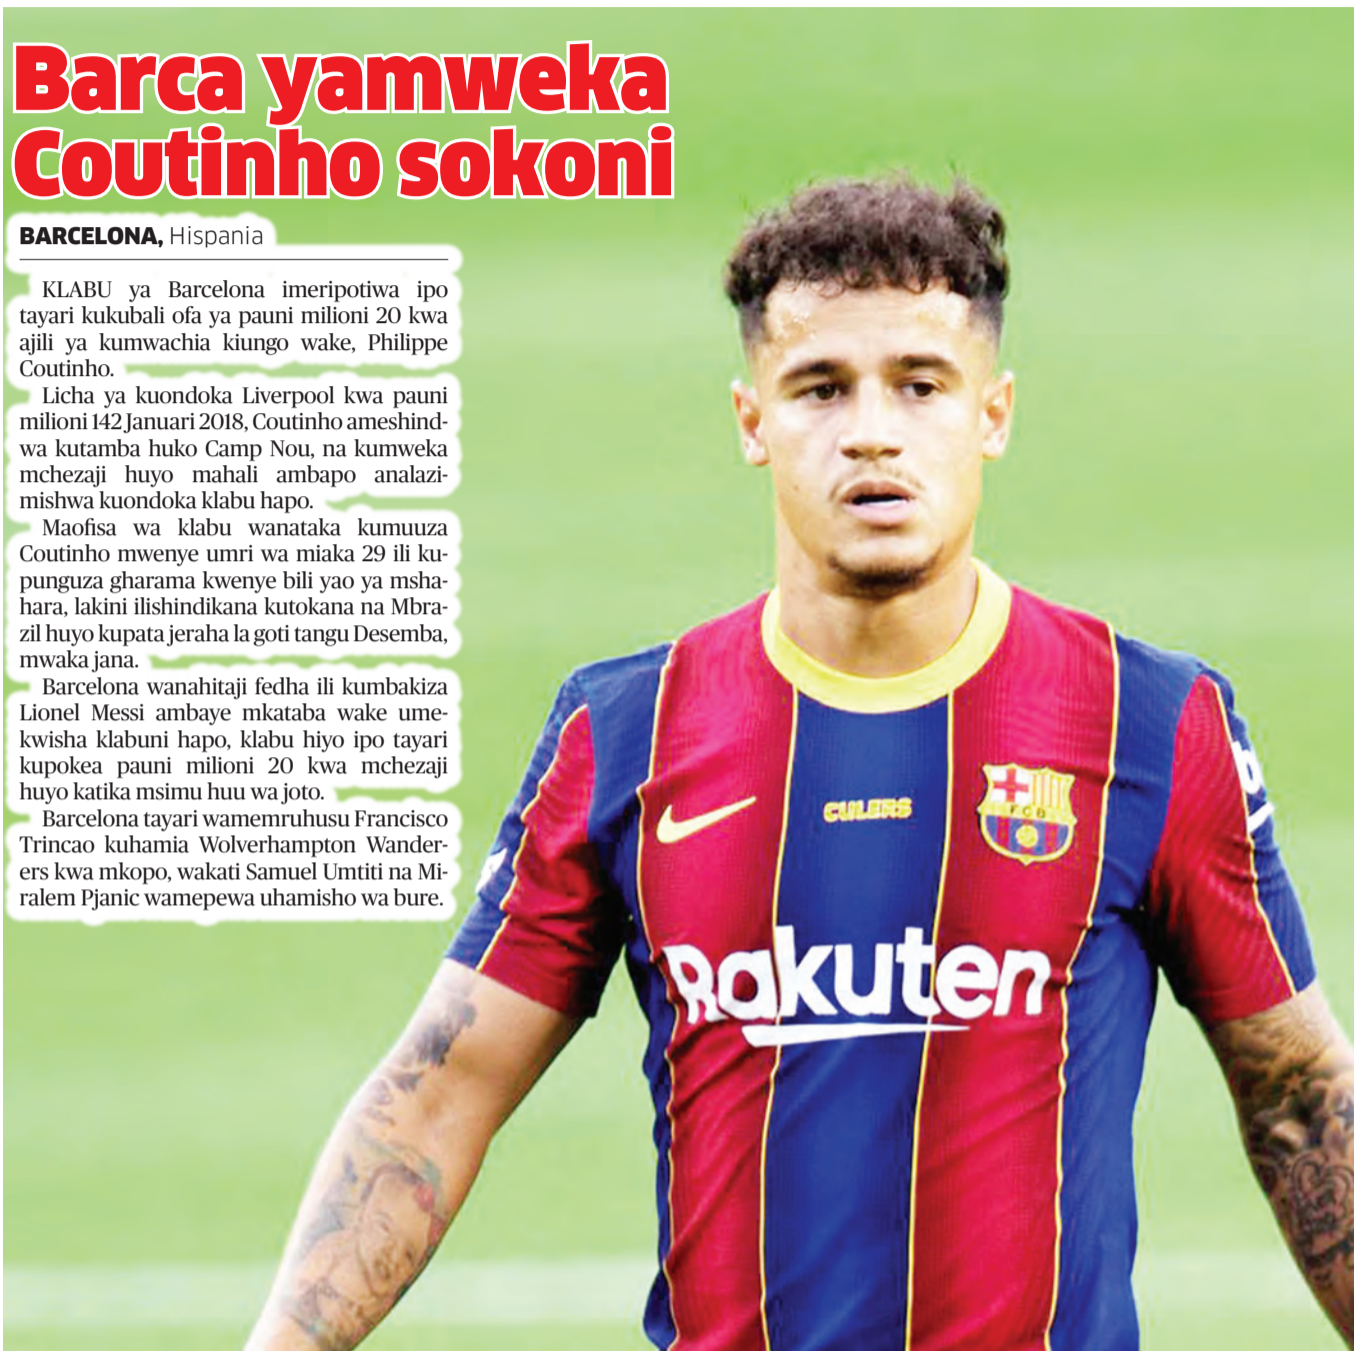 Barca yamweka
Coutinho sokoni
BARCELONA, Hispania
KLABU ya Barcelona imeripotiwa ipo
tayari kukubali ofa ya pauni milioni 20 kwa
ajili ya kumwachia kiungo wake, Philippe
Coutinho.
Licha ya kuondoka Liverpool kwa pauni
milioni 142 Januari 2018, Coutinho ameshind-
wa kutamba huko Camp Nou, na kumweka
mchezaji huyo mahali ambapo analazi-
mishwa kuondoka klabu hapo.
Maofisa wa klabu wanataka kumuuza
Coutinho mwenye umri wa miaka 29 ili ku-
punguza gharama kwenye bili yao ya msha-
hara, lakini ilishindikana kutokana na Mbra-
zil huyo kupata jeraha la goti tangu Desemba,
mwaka jana.
Barcelona wanahitaji fedha ili kumbakiza
Lionel Messi ambaye mkataba wake ume-
kwisha klabuni hapo, klabu hiyo ipo tayari
kupokea pauni milioni 20 kwa mchezaji
huyo katika msimu huu wa joto.
Barcelona tayari wamemruhusu Francisco
Trincao kuhamia Wolverhampton Wander-
ers kwa mkopo, wakati Samuel Umtiti na Mi-
ralem Pjanic wamepewa uhamisho wa bure.
CULERS
FCB
Rakuten